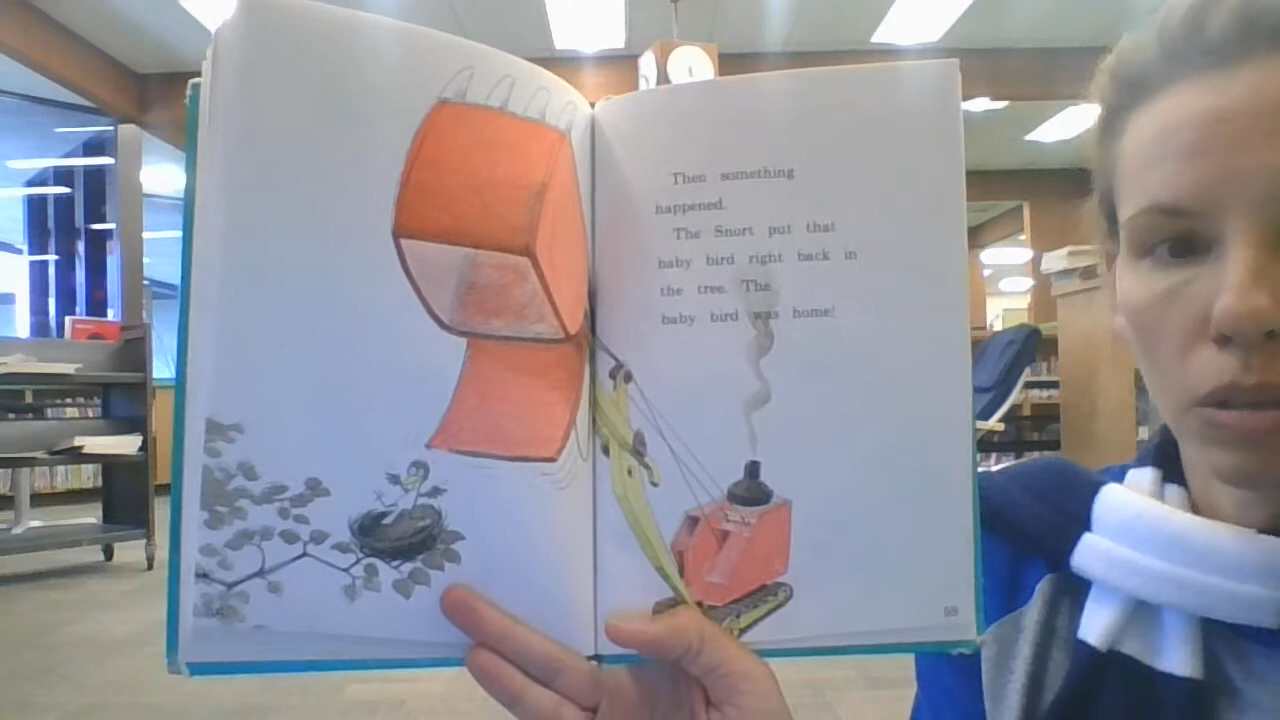 Then something
happened.
The Snort put that
baby bird right back in
the tree. The
baby bird was home!
59